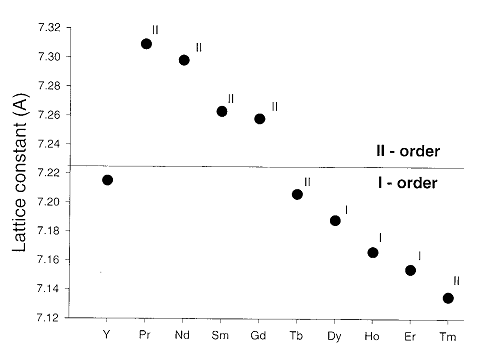 Lattice constant (A)
7.32
7.30
7.28
7.26
7.24
7.22
7.20
7.18
7.16
7.14
7.12
II
II
II
II
II - order
I - order
II
I
I
I
II
Y Pr Nd Sm Gd Tb Dy Ho Er Tm